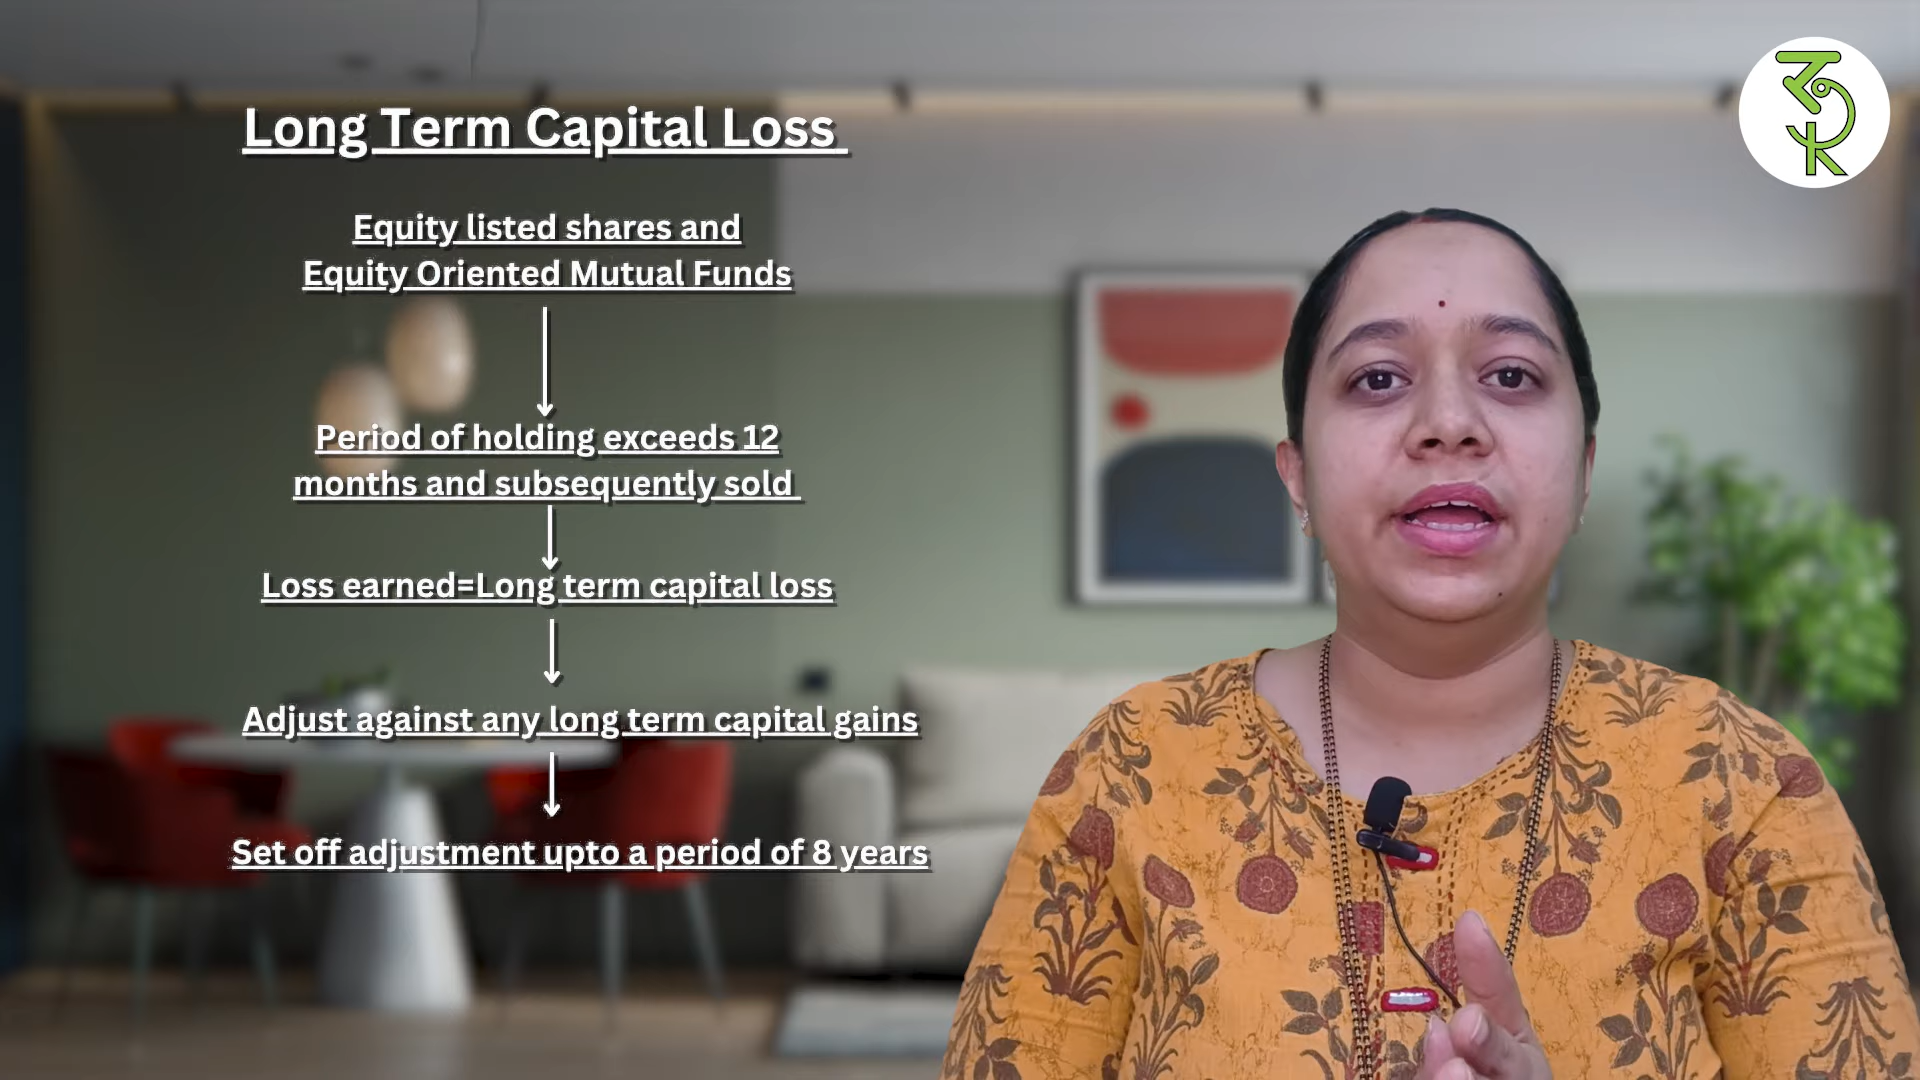 Long Term Capital Loss
Equity listed shares and
Equity Oriented Mutual Funds
Period of holding exceeds 12
months and subsequently sold
Loss earned=Long term capital loss
Adjust against any long term capital gains
Set off adjustment upto a period of 8 years